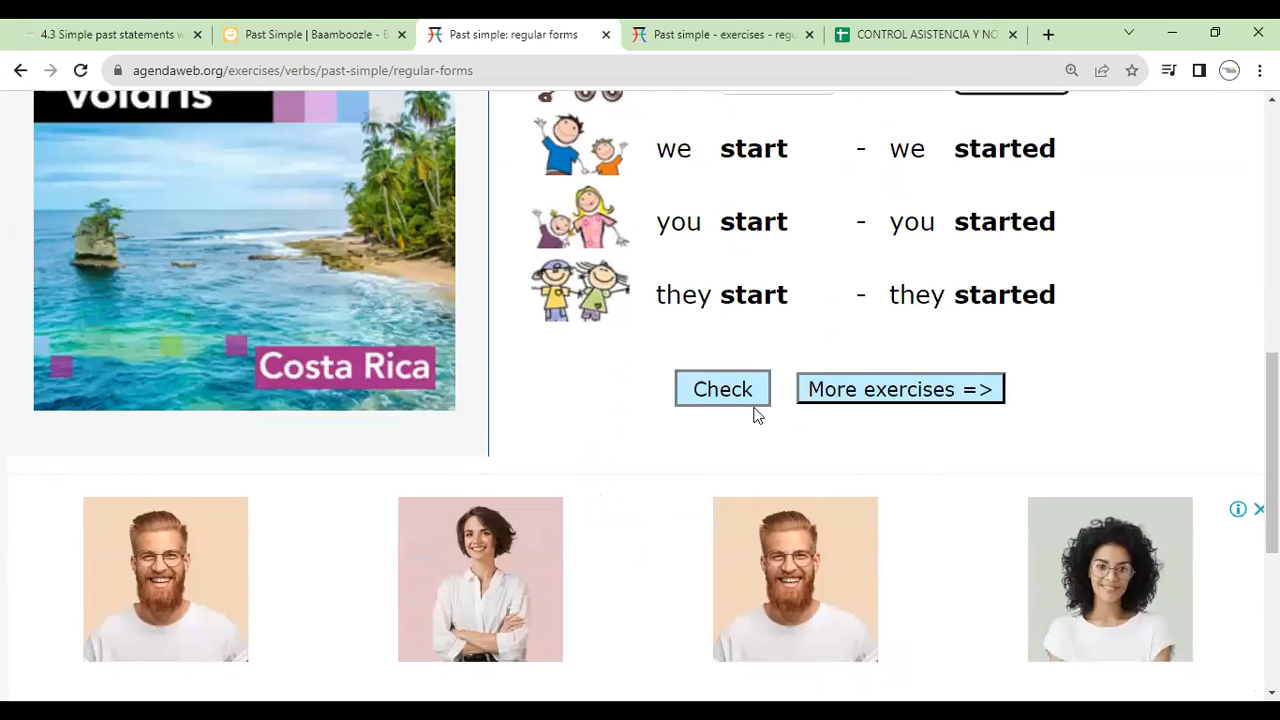 4.3 Simple past statements w
Past Simple | Baamboozle - B
Past simple: regular forms
Past simple - exercises - regu
CONTROL ASISTENCIA Y NO
agendaweb.org/exercises/verbs/past-simple/regular-forms
volaris
Costa Rica
we start - we started
you start - you started
they start - they started
Check
More exercises =>